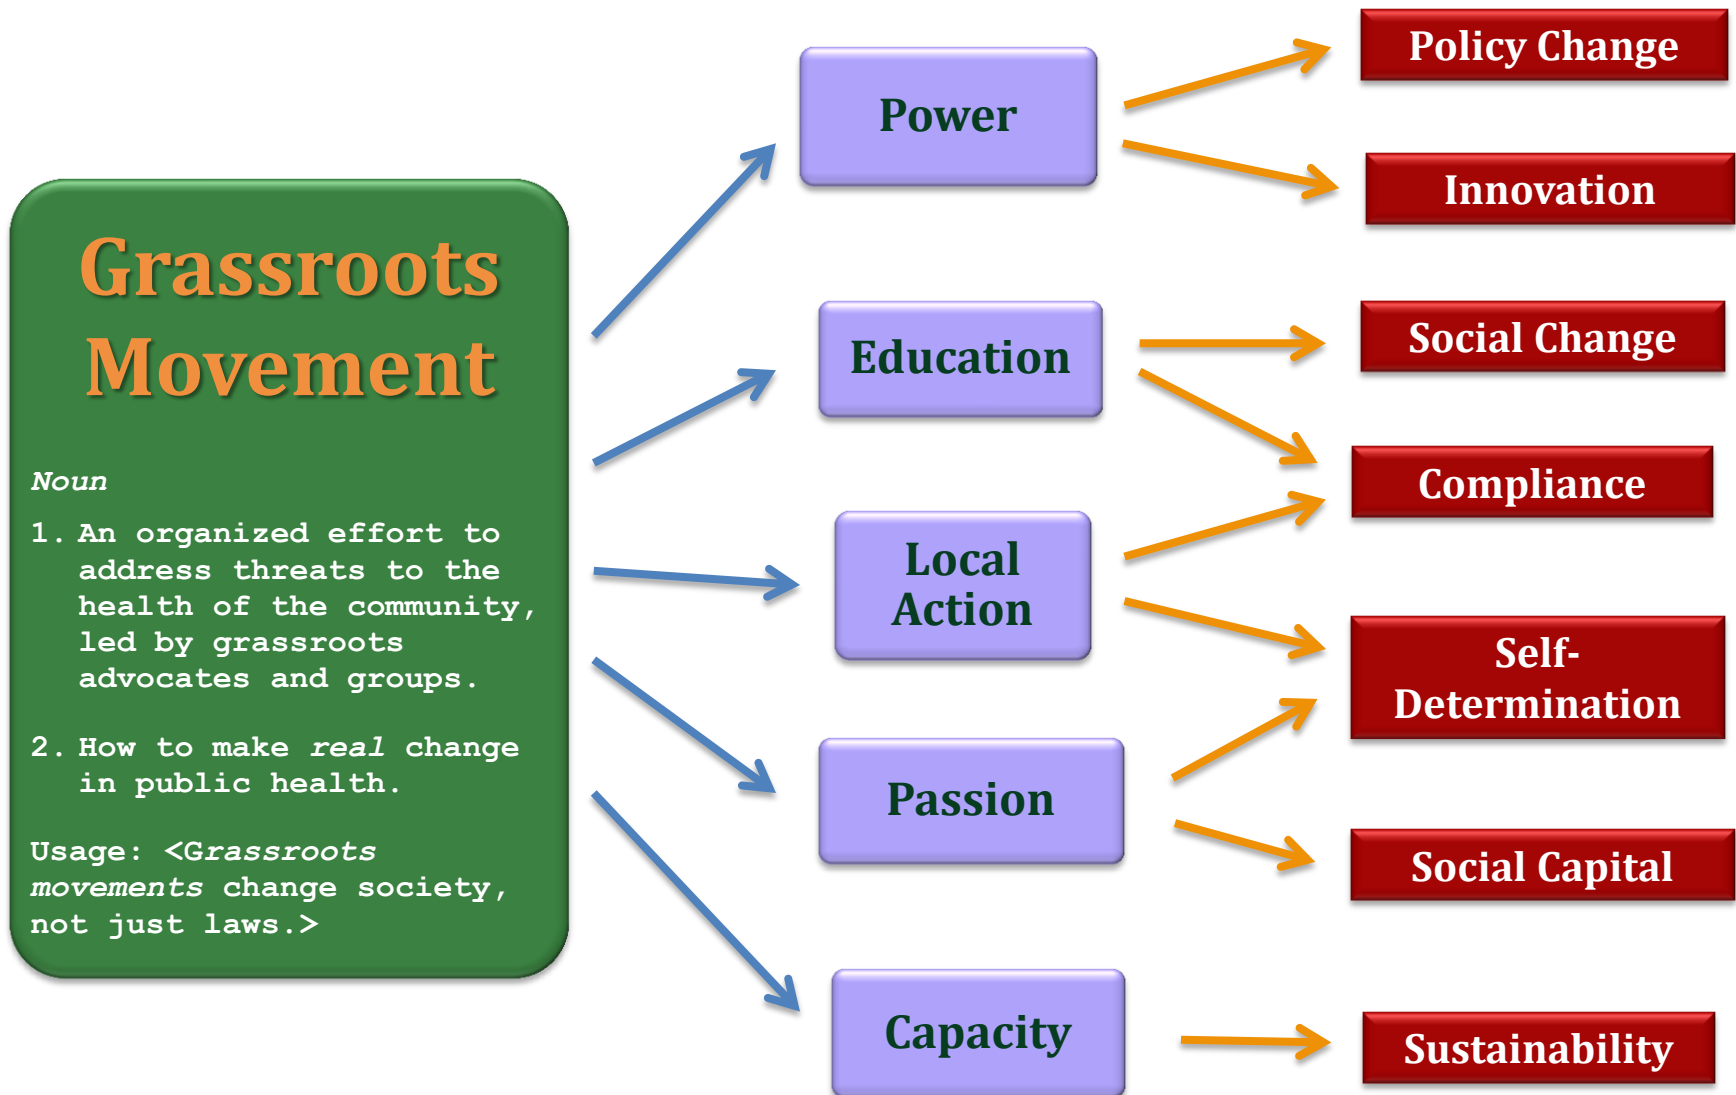 Grassroots
Movement
Noun
1. An organized effort to
address threats to the
health of the community,
led by grassroots
advocates and groups.
2. How to make real change
in public health.
Usage: <Grassroots
movements change society,
not just laws.>
Power
Education
Local
Action
Passion
Capacity
Policy Change
Innovation
Social Change
Compliance
Self-
Determination
Social Capital
Sustainability